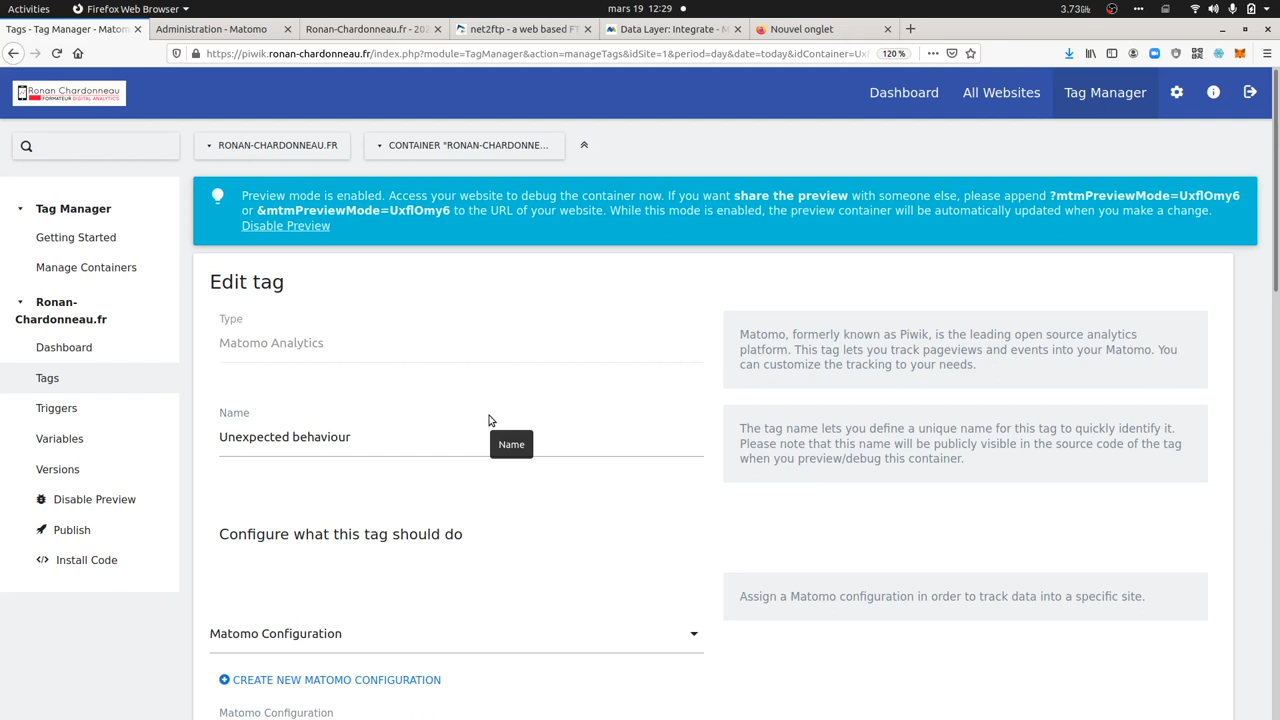 Activities
Firefox Web Browser
mars 19 12:29
3.73GiB
Tags - Tag Manager - Matom
Administration - Matomo
Ronan-Chardonneau.fr - 202
net2ftp - a web based FT
Data Layer: Integrate - M
Nouvel onglet
https://piwik.ronan-chardonneau.fr/index.php?module=TagManager&action=manageTags&idSite=1&period=day&date=today&idContainer=Uxf
120 %
Ronan Chardonneau
FORMATEUR DIGITAL ANALYTICS
Dashboard
All Websites
Tag Manager
RONAN-CHARDONNEAU.FR
CONTAINER "RONAN-CHARDONNE...
Preview mode is enabled. Access your website to debug the container now. If you want share the preview with someone else, please append ?mtmPreviewMode=UxflOmy6
or &mtmPreviewMode=UxflOmy6 to the URL of your website. While this mode is enabled, the preview container will be automatically updated when you make a change.
Disable Preview
Tag Manager
Getting Started
Manage Containers
Ronan-
Chardonneau.fr
Dashboard
Tags
Triggers
Variables
Versions
Disable Preview
Publish
Install Code
Edit tag
Type
Matomo Analytics
Matomo, formerly known as Piwik, is the leading open source analytics
platform. This tag lets you track pageviews and events into your Matomo. You
can customize the tracking to your needs.
Name
Unexpected behaviour
Name
The tag name lets you define a unique name for this tag to quickly identify it.
Please note that this name will be publicly visible in the source code of the tag
when you preview/debug this container.
Configure what this tag should do
Assign a Matomo configuration in order to track data into a specific site.
Matomo Configuration
CREATE NEW MATOMO CONFIGURATION
Matomo Configuration